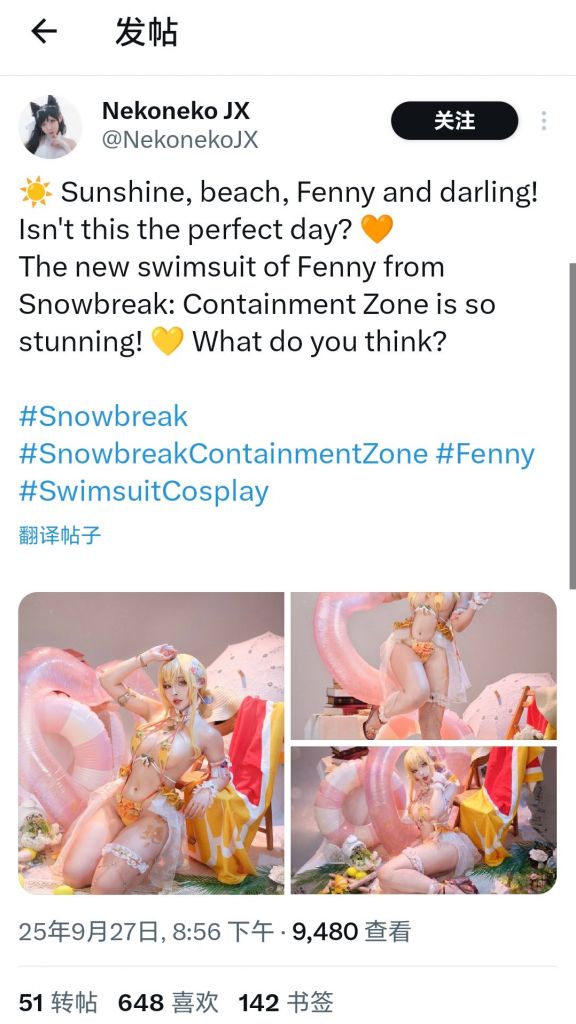 发帖
Nekoneko JX
@NekonekoJX
关注
☀️ Sunshine, beach, Fenny and darling!
Isn't this the perfect day? 🧡
The new swimsuit of Fenny from
Snowbreak: Containment Zone is so
stunning! 💛 What do you think?
#Snowbreak
#SnowbreakContainmentZone #Fenny
#SwimsuitCosplay
翻译帖子
25年9月27日, 8:56 下午 · 9,480 查看
51 转帖 648 喜欢 142 书签